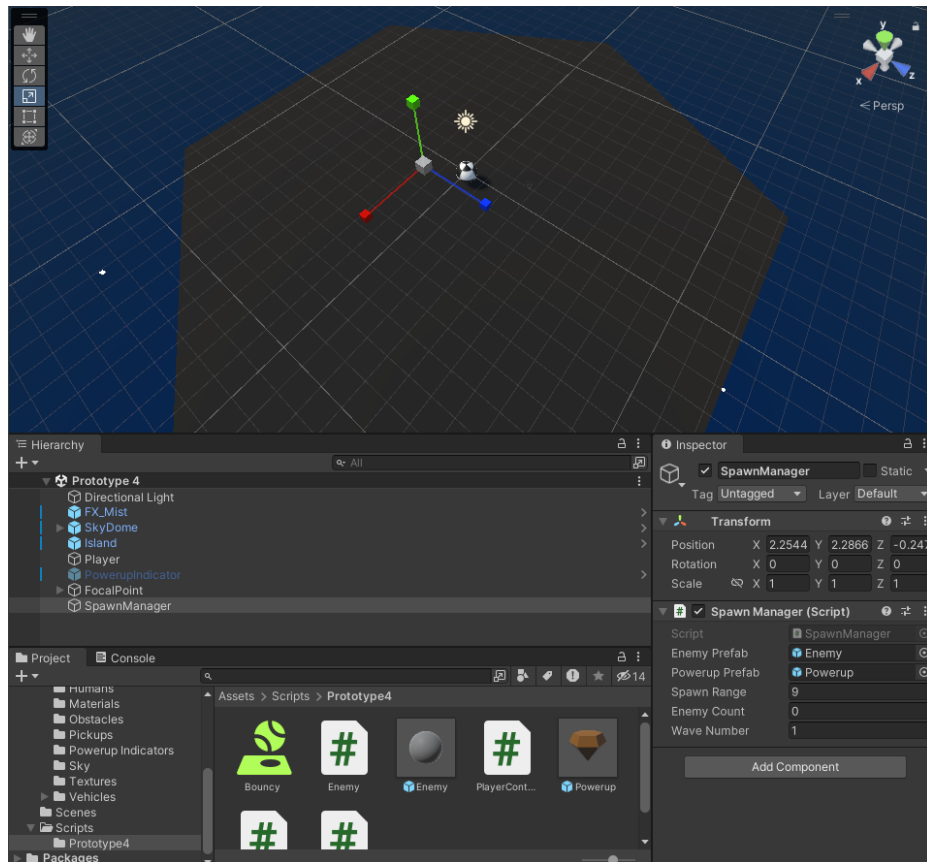 y
x
z
< Persp
Hierarchy
All
Prototype 4
Directional Light
FX_Mist
SkyDome
Island
Player
PowerupIndicator
FocalPoint
SpawnManager
Project
Console
14
Humans
Materials
Obstacles
Pickups
Powerup Indicators
Sky
Textures
Vehicles
Scenes
Scripts
Prototype4
Packages
Assets > Scripts > Prototype4
Bouncy
Enemy
Enemy
PlayerCont...
Powerup
Inspector
SpawnManager
Static
Tag Untagged
Layer Default
Transform
Position X 2.2544 Y 2.2866 Z -0.247
Rotation X 0 Y 0 Z 0
Scale X 1 Y 1 Z 1
Spawn Manager (Script)
Script SpawnManager
Enemy Prefab Enemy
Powerup Prefab Powerup
Spawn Range 9
Enemy Count 0
Wave Number 1
Add Component